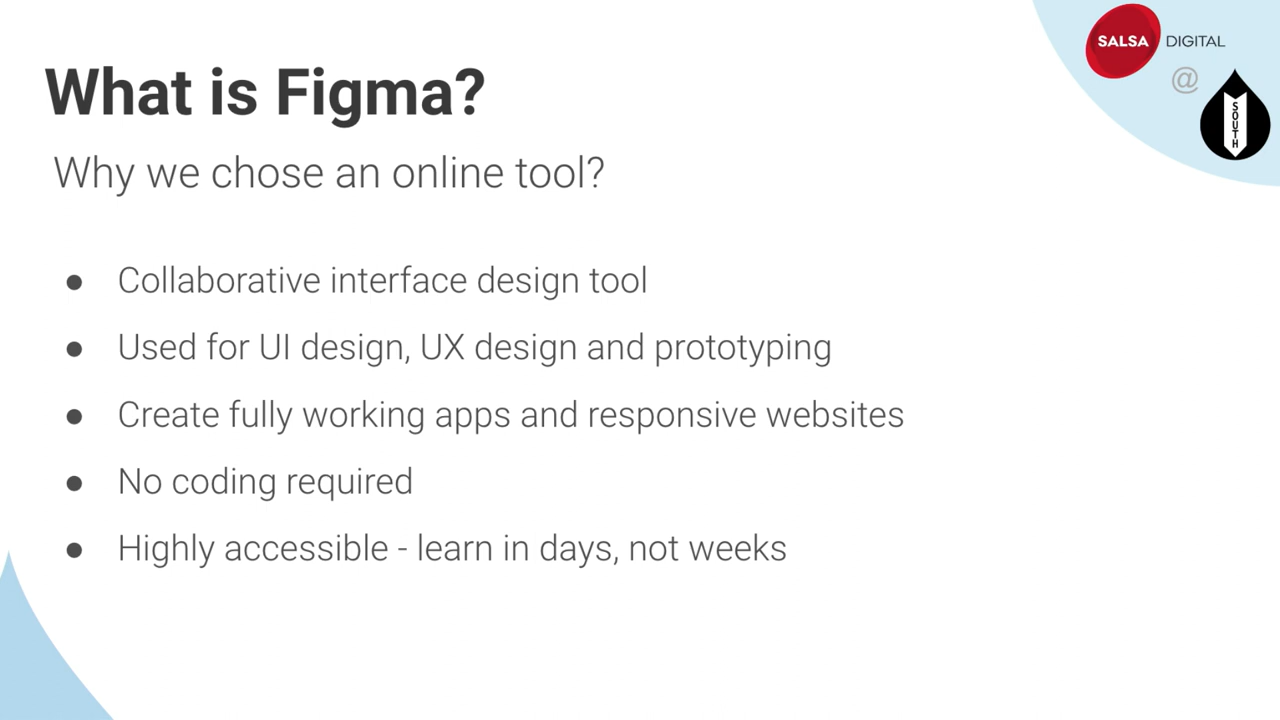 What is Figma?
Why we chose an online tool?
● Collaborative interface design tool
● Used for UI design, UX design and prototyping
● Create fully working apps and responsive websites
● No coding required
● Highly accessible - learn in days, not weeks
SALSA DIGITAL
@
SOUTH